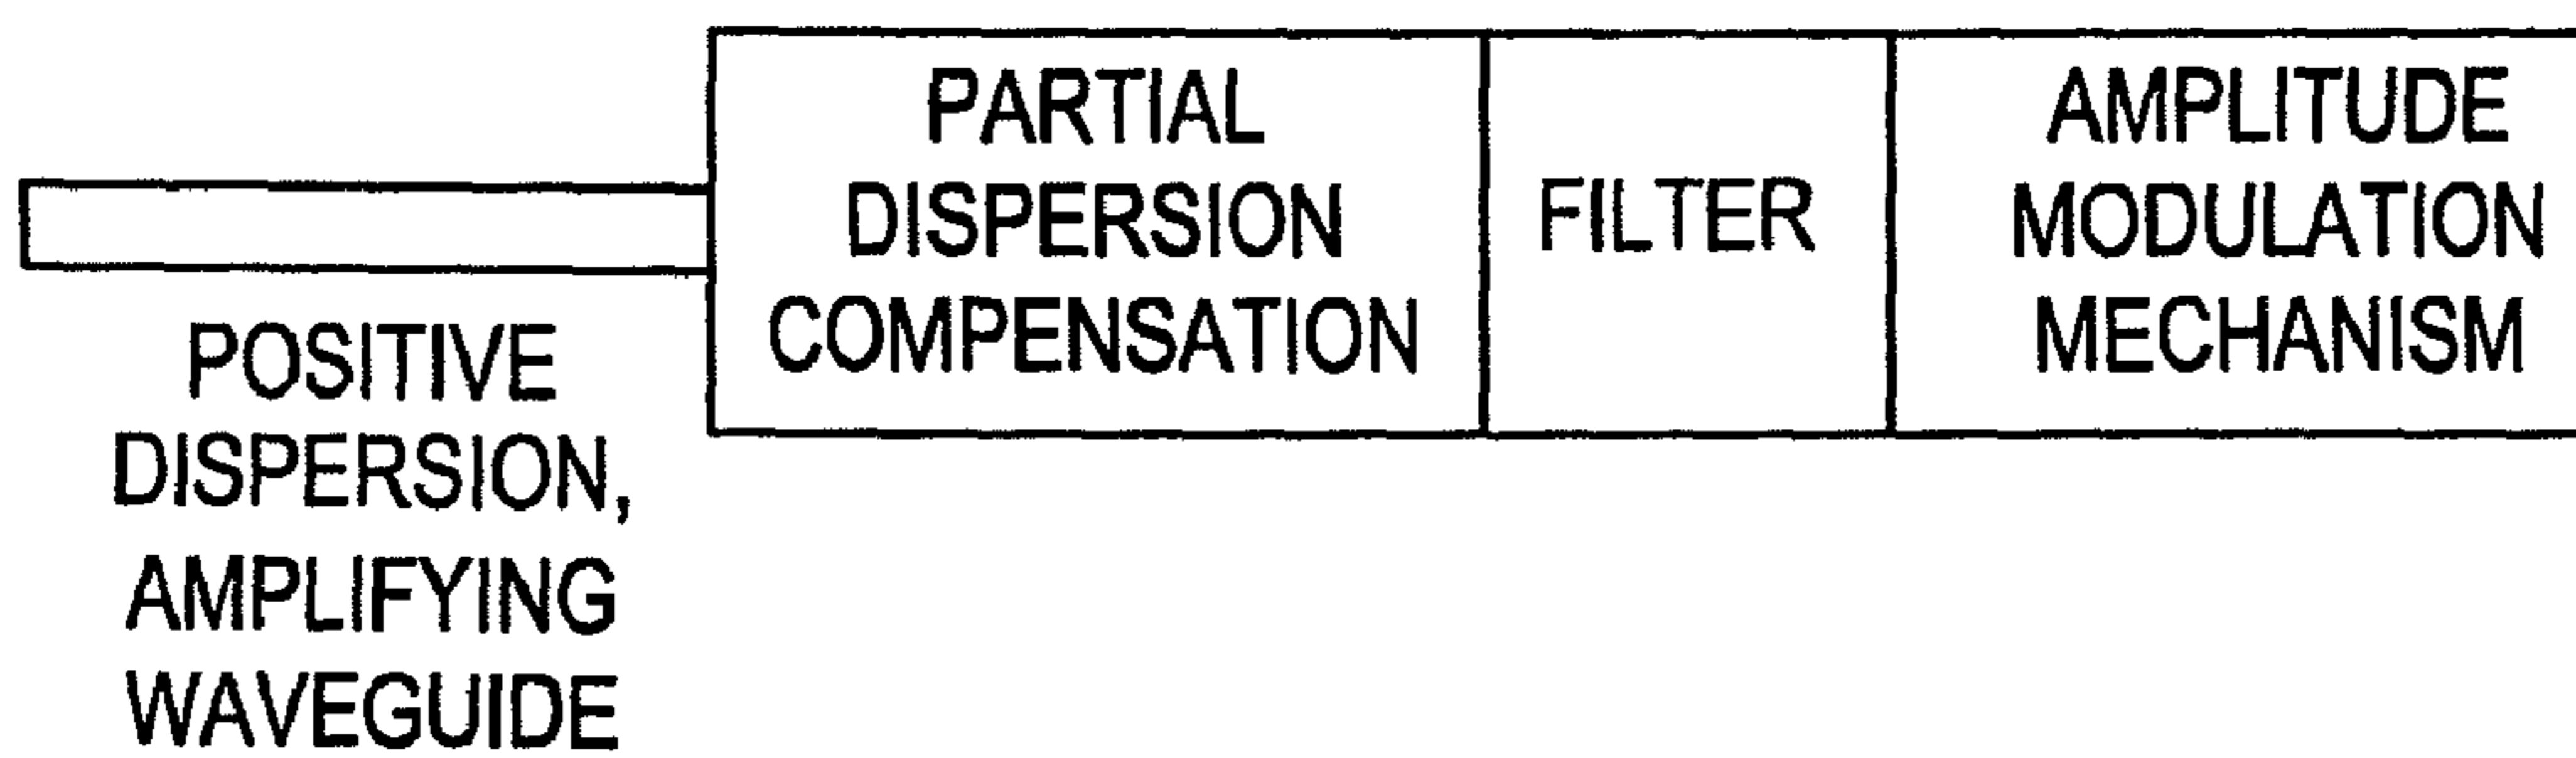 POSITIVE
DISPERSION,
AMPLIFYING
WAVEGUIDE
PARTIAL
DISPERSION
COMPENSATION
FILTER
AMPLITUDE
MODULATION
MECHANISM